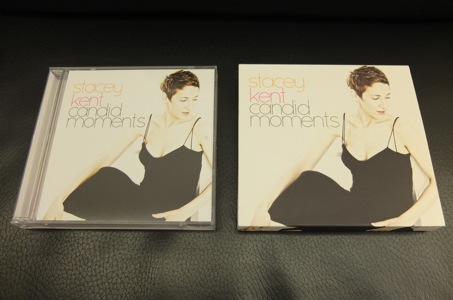 stacey
kent
candid
moments
stacey
kent
candid
moments